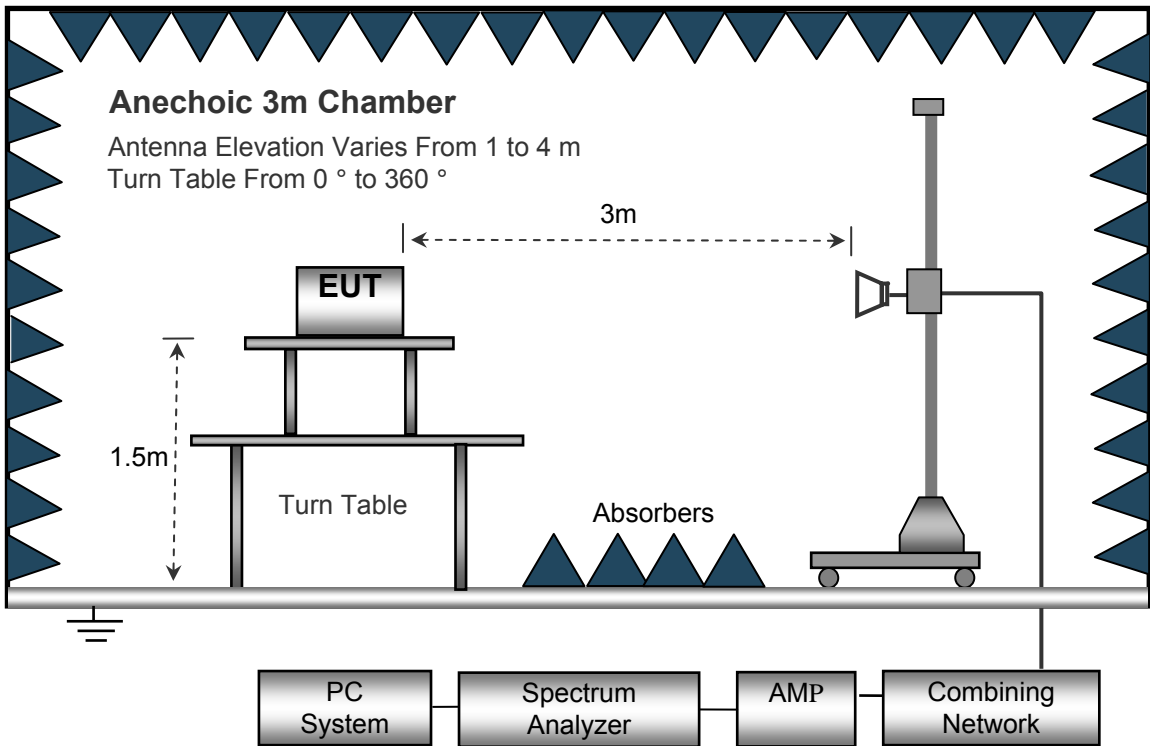 Anechoic 3m Chamber
Antenna Elevation Varies From 1 to 4 m
Turn Table From 0 ° to 360 °
3m
EUT
1.5m
Turn Table
Absorbers
PC
System
Spectrum
Analyzer
AMP
Combining
Network